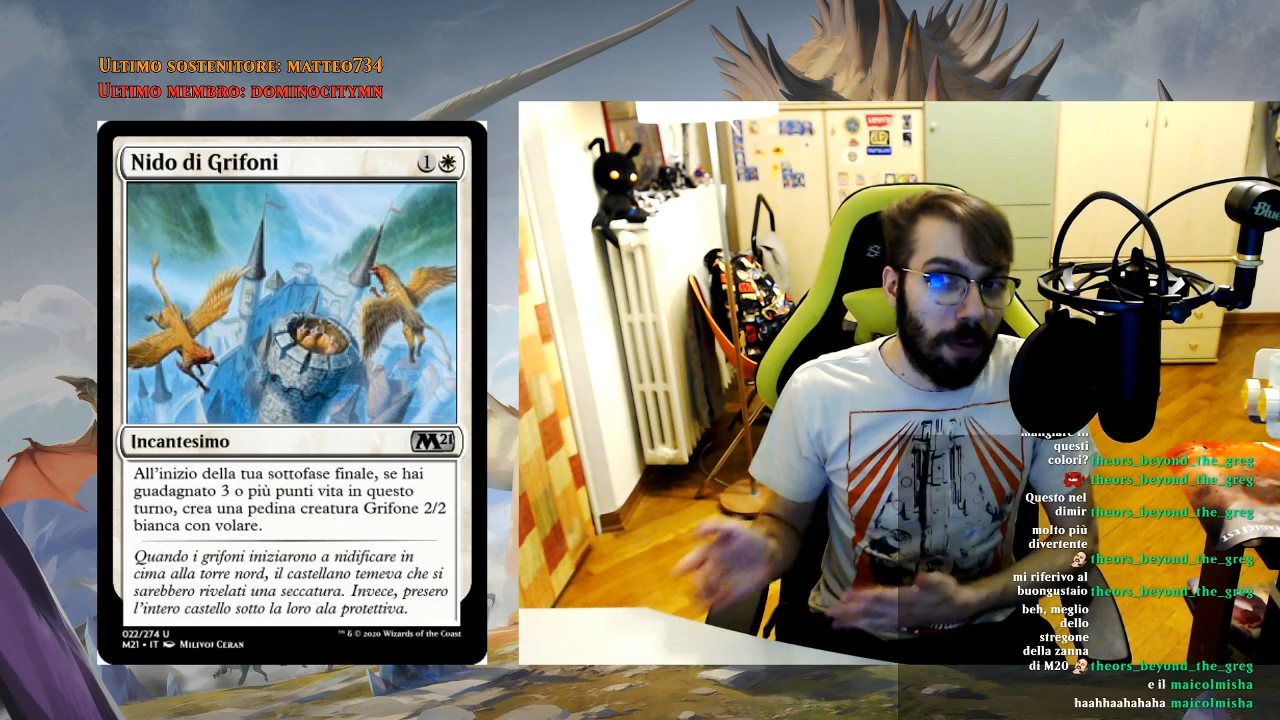 Ultimo sostenitore: matteo734
Ultimo membro: dominocitymn
Nido di Grifoni 1
Incantesimo M21
All'inizio della tua sottofase finale, se hai
guadagnato 3 o più punti vita in questo
turno, crea una pedina creatura Grifone 2/2
bianca con volare.
Quando i grifoni iniziarono a nidificare in
cima alla torre nord, il castellano temeva che si
sarebbero rivelati una seccatura. Invece, presero
l'intero castello sotto la loro ala protettiva.
022/274 U
M21 • IT Milivoj Ceran
™ & © 2020 Wizards of the Coast
Levi's
Blue
mangiare in
questi
colori? theors_beyond_the_greg
theors_beyond_the_greg
Questo nel
dimir theors_beyond_the_greg
molto più
divertente
theors_beyond_the_greg
mi riferivo al
buongustaio theors_beyond_the_greg
beh, meglio
dello
stregone
della zanna
di M20 theors_beyond_the_greg
e il maicolmisha
haahhaahahaha maicolmisha